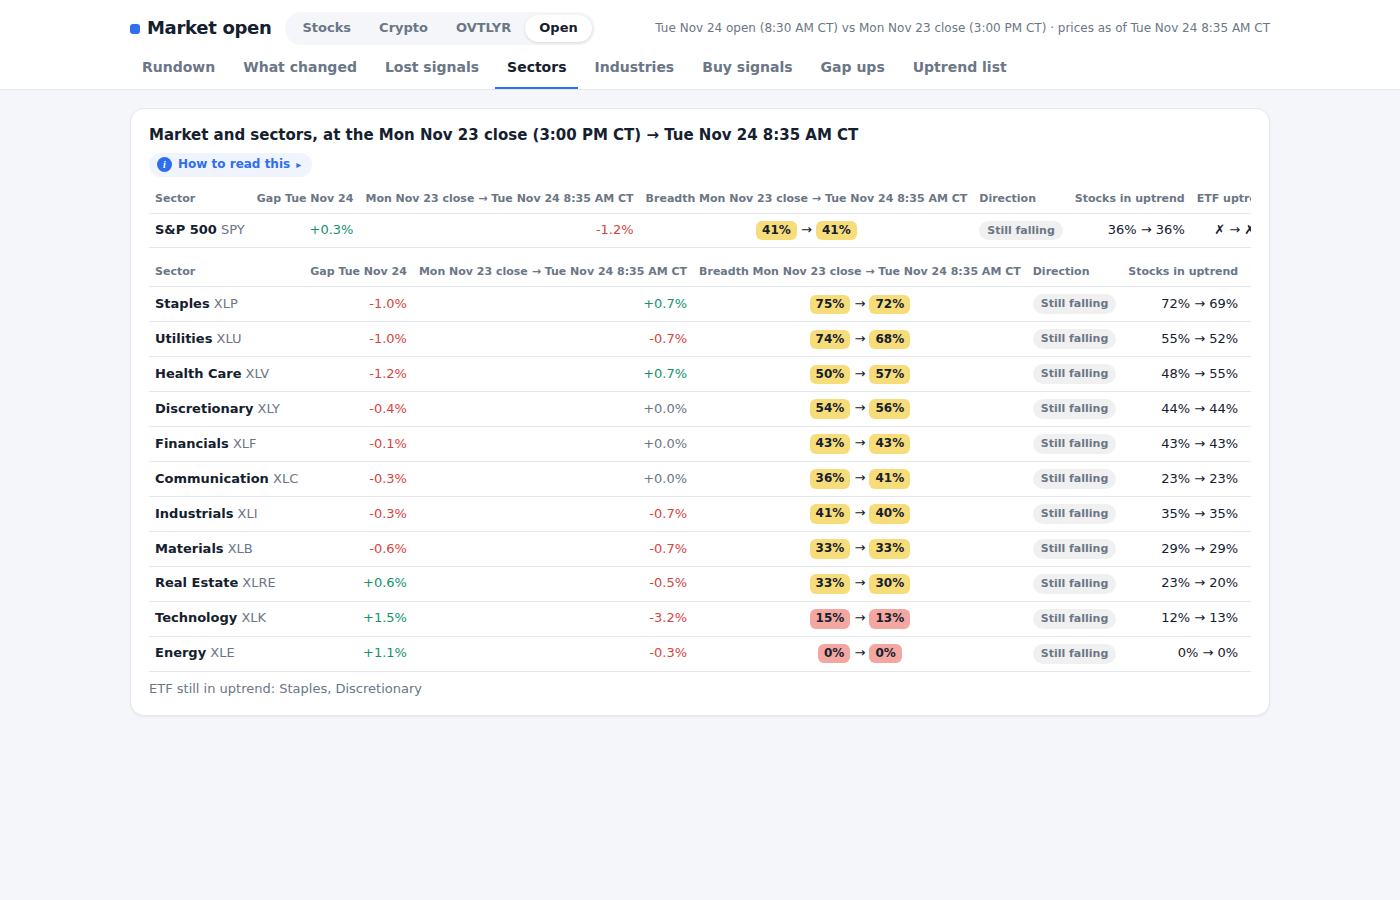 Market open
Stocks Crypto OVTLYR Open
Tue Nov 24 open (8:30 AM CT) vs Mon Nov 23 close (3:00 PM CT) · prices as of Tue Nov 24 8:35 AM CT
Rundown What changed Lost signals Sectors Industries Buy signals Gap ups Uptrend list
Market and sectors, at the Mon Nov 23 close (3:00 PM CT) → Tue Nov 24 8:35 AM CT
i How to read this ▸
Sector Gap Tue Nov 24 Mon Nov 23 close → Tue Nov 24 8:35 AM CT Breadth Mon Nov 23 close → Tue Nov 24 8:35 AM CT Direction Stocks in uptrend ETF
S&P 500 SPY +0.3% -1.2% 41% → 41% Still falling 36% → 36% ✗ → ✗
Sector Gap Tue Nov 24 Mon Nov 23 close → Tue Nov 24 8:35 AM CT Breadth Mon Nov 23 close → Tue Nov 24 8:35 AM CT Direction Stocks in uptrend
Staples XLP -1.0% +0.7% 75% → 72% Still falling 72% → 69%
Utilities XLU -1.0% -0.7% 74% → 68% Still falling 55% → 52%
Health Care XLV -1.2% +0.7% 50% → 57% Still falling 48% → 55%
Discretionary XLY -0.4% +0.0% 54% → 56% Still falling 44% → 44%
Financials XLF -0.1% +0.0% 43% → 43% Still falling 43% → 43%
Communication XLC -0.3% +0.0% 36% → 41% Still falling 23% → 23%
Industrials XLI -0.3% -0.7% 41% → 40% Still falling 35% → 35%
Materials XLB -0.6% -0.7% 33% → 33% Still falling 29% → 29%
Real Estate XLRE +0.6% -0.5% 33% → 30% Still falling 23% → 20%
Technology XLK +1.5% -3.2% 15% → 13% Still falling 12% → 13%
Energy XLE +1.1% -0.3% 0% → 0% Still falling 0% → 0%
ETF still in uptrend: Staples, Discretionary